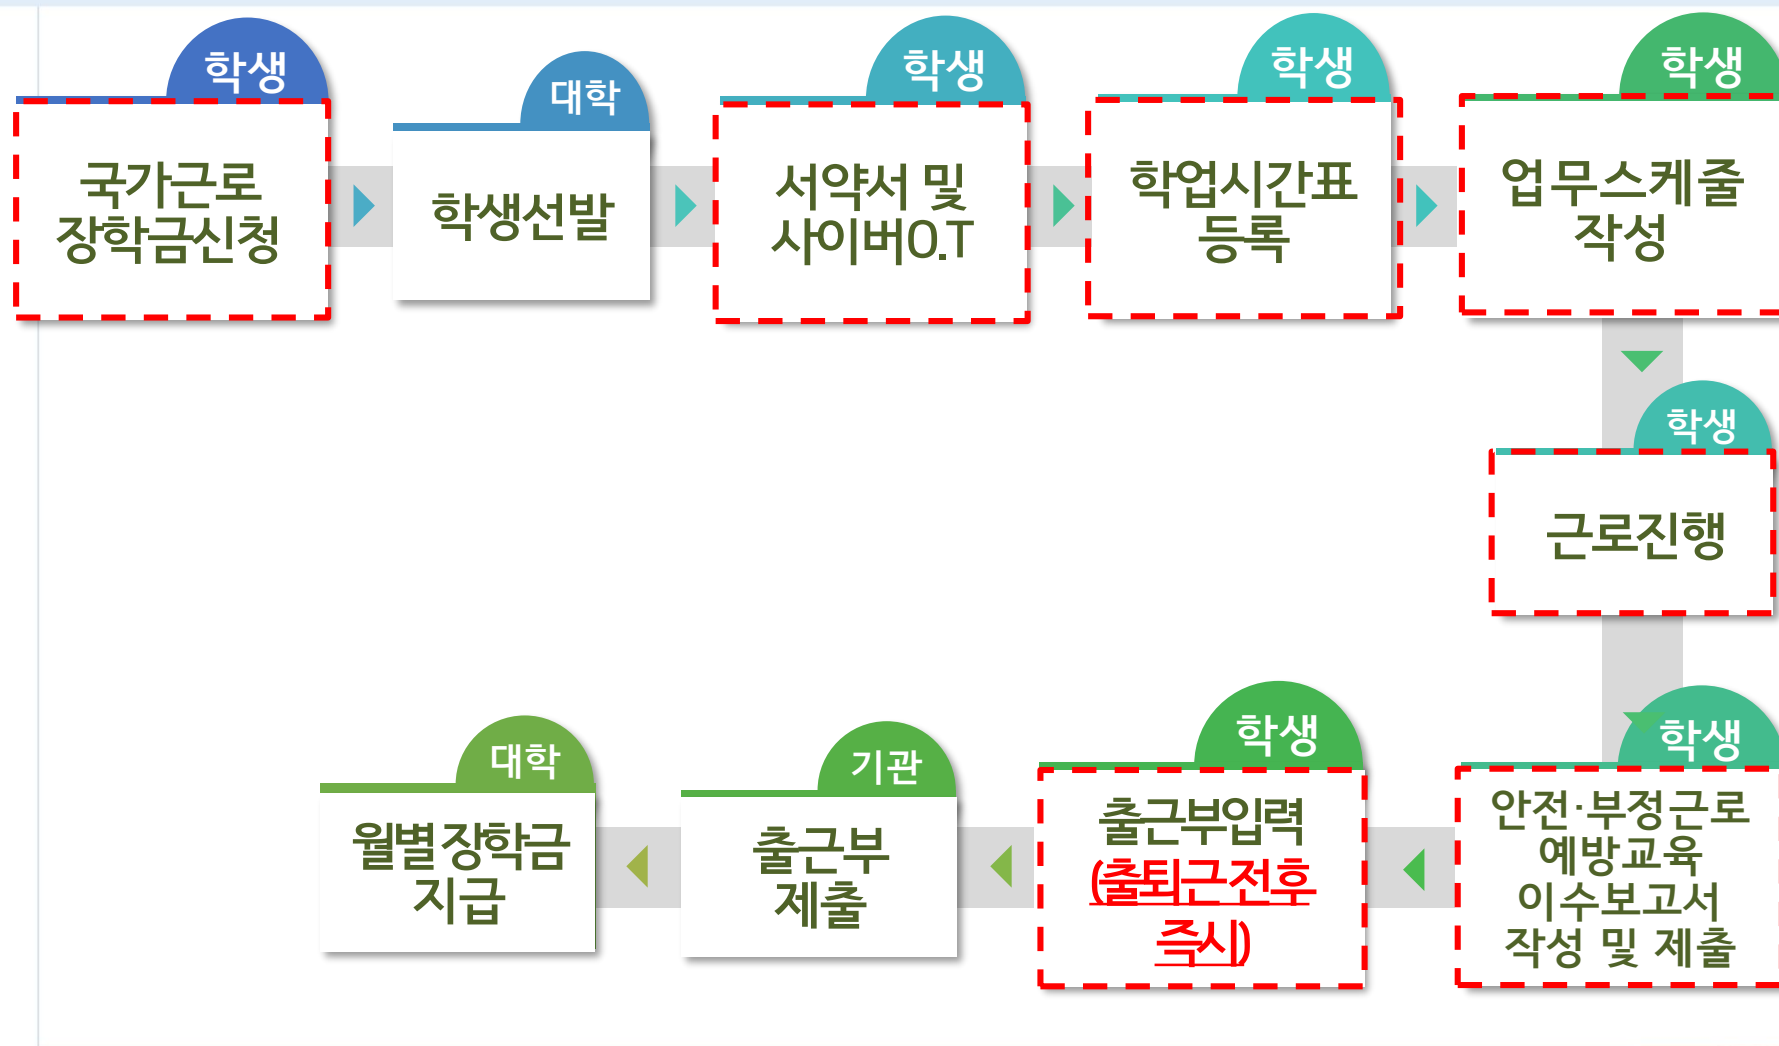 학생
국가근로
장학금신청
대학
학생선발
학생
서약서 및
사이버O.T
학생
학업시간표
등록
학생
업무스케줄
작성
학생
근로진행
학생
안전·부정근로
예방교육
이수보고서
작성 및 제출
학생
출근부입력
(출퇴근전후
즉시)
기관
출근부
제출
대학
월별장학금
지급